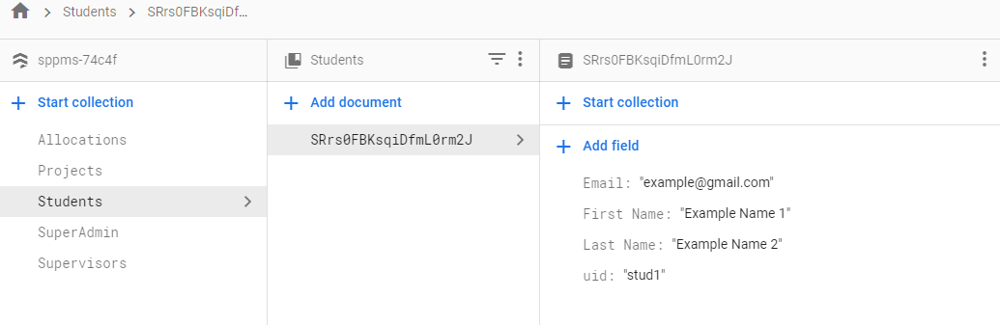 Students
SRrs0FBKsqiDf...
sppms-74c4f
Start collection
Allocations
Projects
Students
SuperAdmin
Supervisors
Students
Add document
SRrs0FBKsqiDfmL0rm2J
SRrs0FBKsqiDfmL0rm2J
Start collection
Add field
Email: "example@gmail.com"
First Name: "Example Name 1"
Last Name: "Example Name 2"
uid: "stud1"